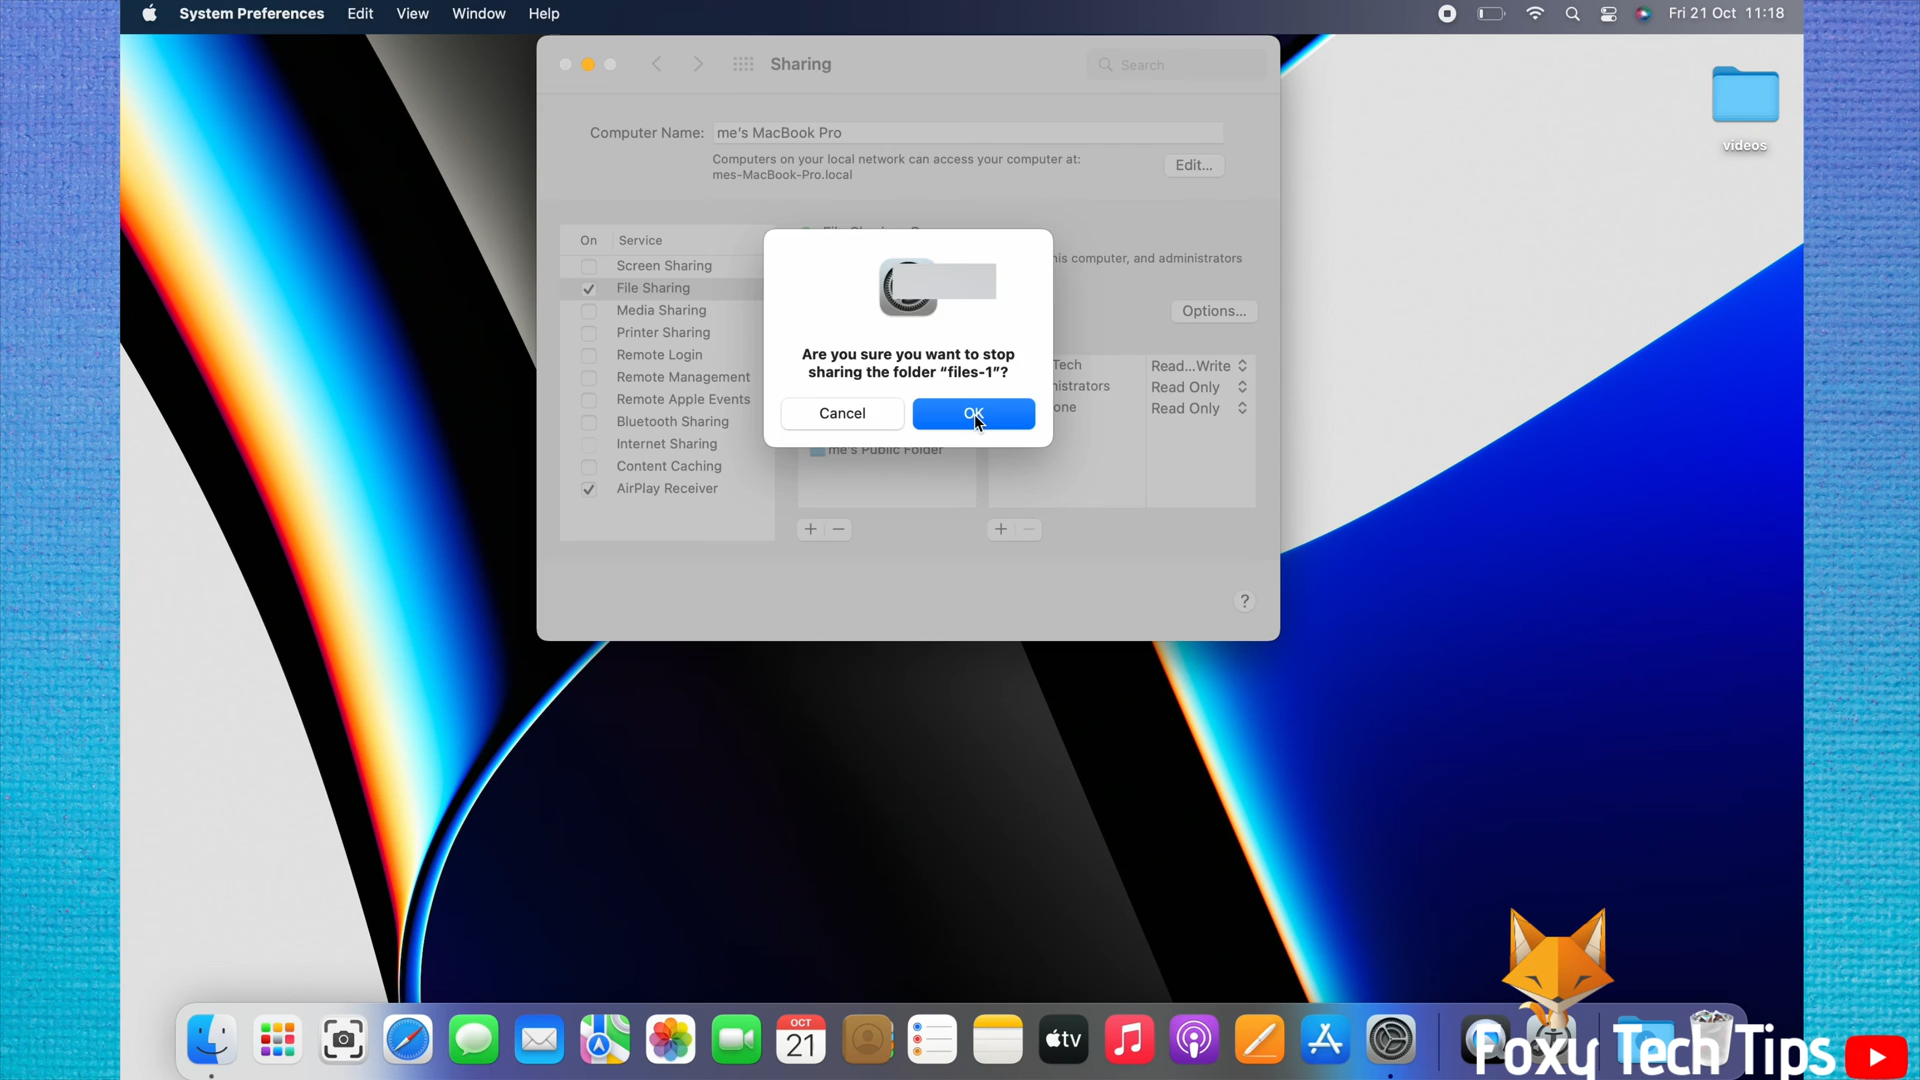 System Preferences Edit View Window Help
Fri 21 Oct 11:18
Sharing
Search
videos
Computer Name: me's MacBook Pro
Computers on your local network can access your computer at:
mes-MacBook-Pro.local
Edit...
On Service
Screen Sharing
File Sharing
Media Sharing
Printer Sharing
Remote Login
Remote Management
Remote Apple Events
Bluetooth Sharing
Internet Sharing
Content Caching
AirPlay Receiver
his computer, and administrators
Options...
Are you sure you want to stop
sharing the folder “files-1”?
Cancel OK
me's Public Folder
Tech Read...Write
nistrators Read Only
one Read Only
+ −
+ −
?
OCT
21
tv
Foxy Tech Tips